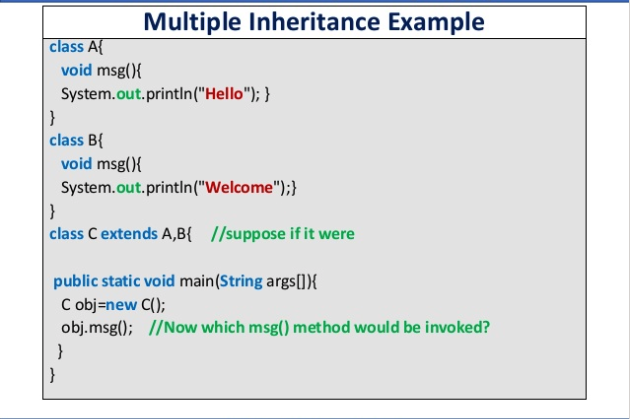 Multiple Inheritance Example
class A{
void msg(){
System.out.println("Hello"); }
}
class B{
void msg(){
System.out.println("Welcome");}
}
class C extends A,B{ //suppose if it were
public static void main(String args[]){
C obj=new C();
obj.msg(); //Now which msg() method would be invoked?
}
}